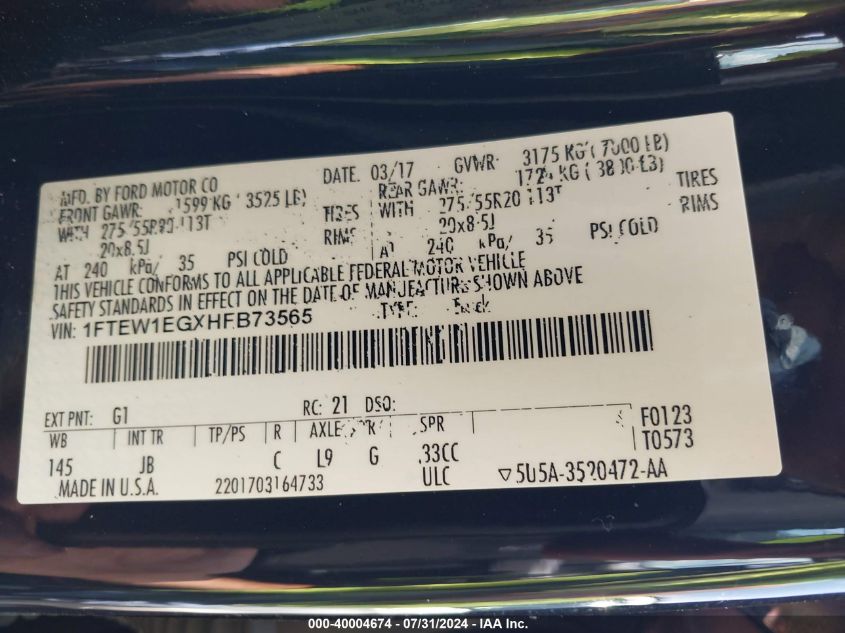 MFD. BY FORD MOTOR CO DATE. 03/17 GVWR: 3175 KG (7000 LB)
FRONT GAWR: 1599 KG 3525 LB) REAR GAWR: KG
WITH TIRES WITH 275/55R20 113T TIRES
20x8.5J RIMS 20x8.5J RIMS
AT 240 kPa/ 35 PSI COLD AT 240 kPa/ 35 PSI COLD
THIS VEHICLE CONFORMS TO ALL APPLICABLE FEDERAL MOTOR VEHICLE
SAFETY STANDARDS IN EFFECT ON THE DATE OF MANUFACTURE SHOWN ABOVE
VIN: 1FTEW1EGXHFB73565 TYPE: Truck
EXT PNT: G1 RC: 21 DSO:
WB INT TR TP/PS R AXLE SPR F0123
145 JB C L9 G .33CC T0573
MADE IN U.S.A. 2201703164733 ULC ▽5U5A-3520472-AA
000-40004674 - 07/31/2024 - IAA Inc.